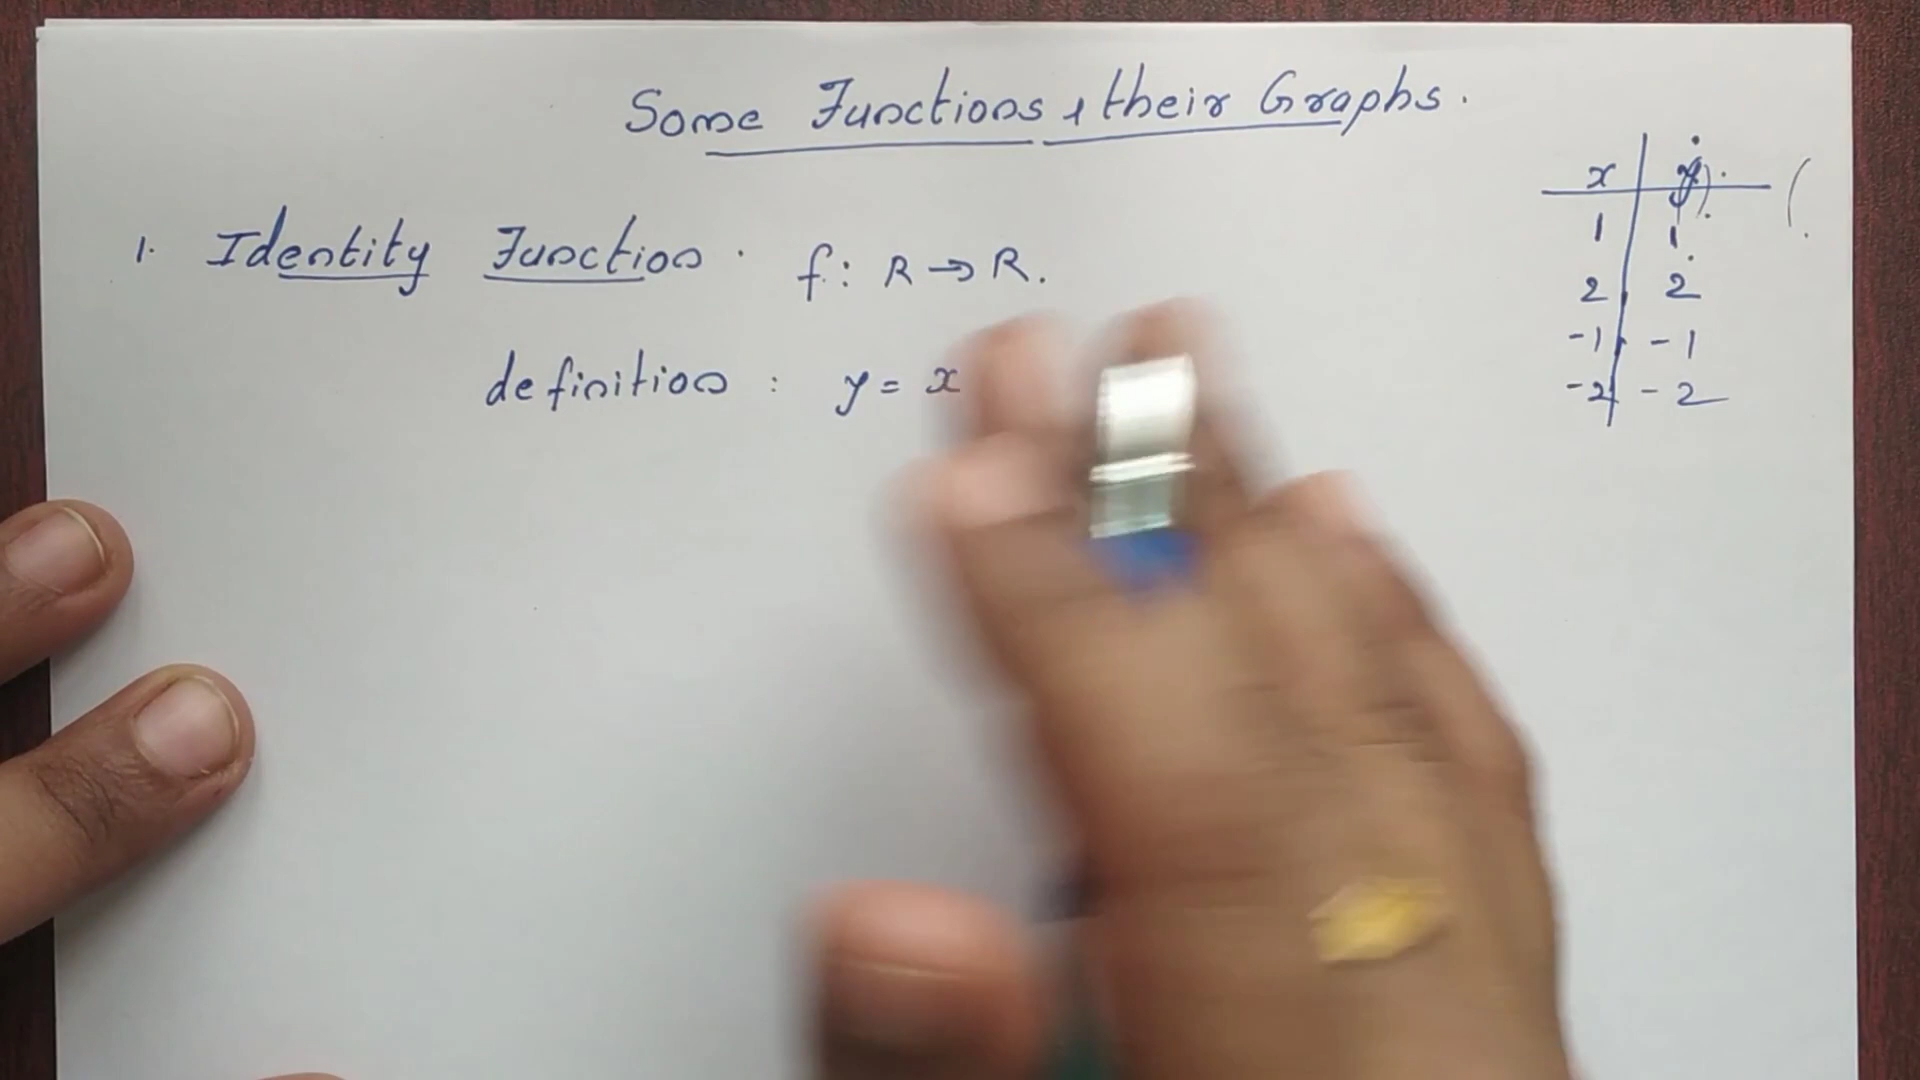 Some Functions & their Graphs.
1. Identity Function. f: R → R.
definition : y = x
x y
1 1
2 2
-1 -1
-2 -2